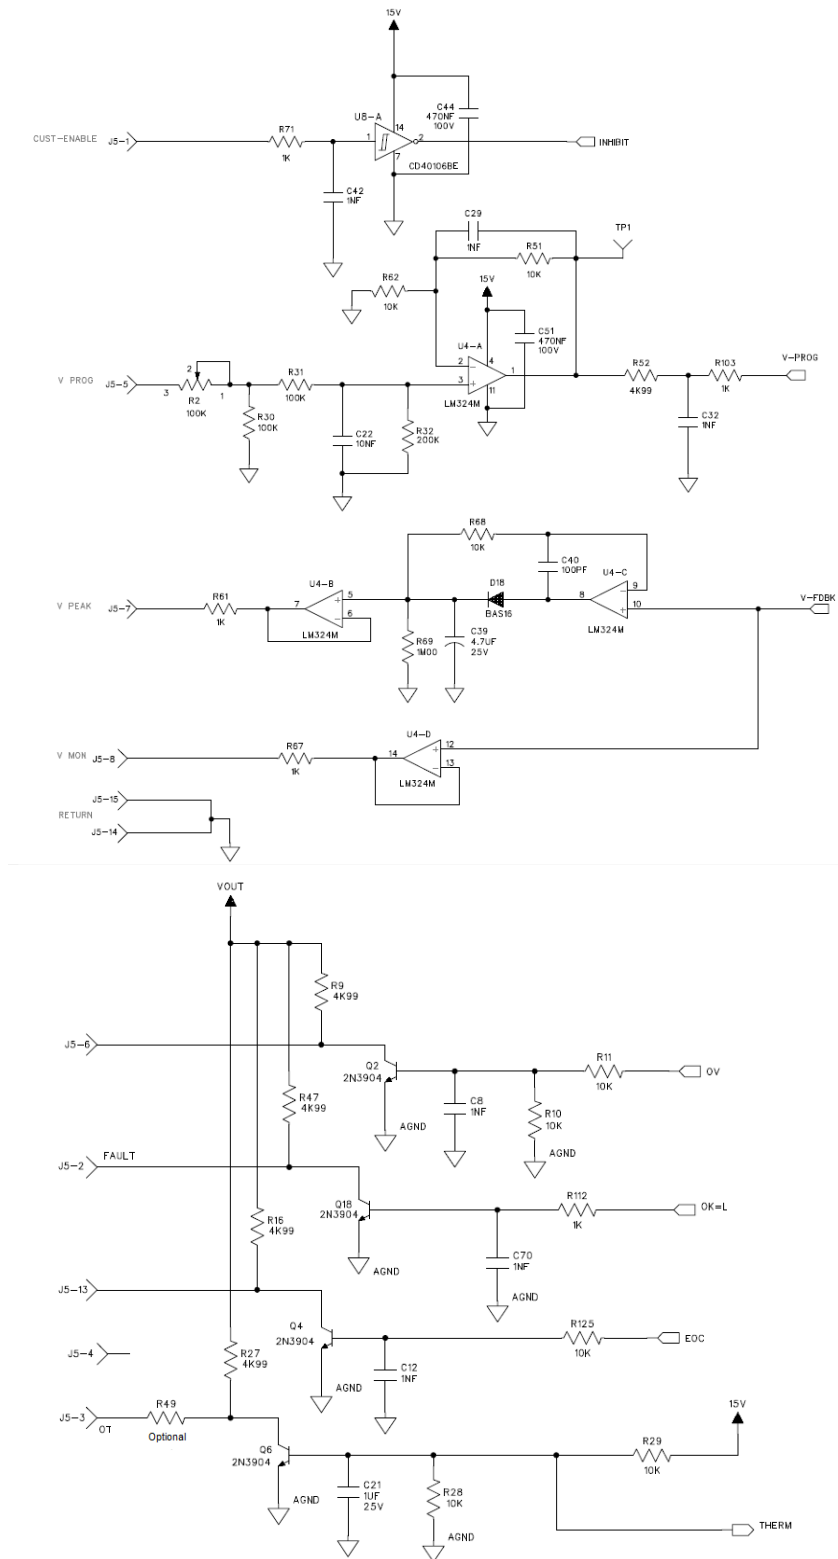 15V
C44
470NF
100V
U8-A
14
CUST-ENABLE
J5-1
R71
1K
1
2
7
CD40106BE
INHIBIT
C42
1NF
C29
1NF
TP1
R51
10K
R62
10K
15V
C51
470NF
100V
U4-A
2
4
1
3
11
LM324M
V PROG
J5-5
2
3
R2
100K
1
R31
100K
R30
100K
C22
10NF
R32
200K
R52
4K99
R103
1K
V-PROG
C32
1NF
R68
10K
C40
100PF
U4-C
9
8
10
LM324M
D18
BAS16
V-FDBK
U4-B
7
5
6
LM324M
V PEAK
J5-7
R61
1K
R69
1M00
C39
4.7UF
25V
U4-D
14
12
13
LM324M
V MON
J5-8
R67
1K
J5-15
RETURN
J5-14
VOUT
R9
4K99
J5-6
Q2
2N3904
R11
10K
OV
R47
4K99
C8
1NF
R10
10K
AGND
AGND
J5-2
FAULT
Q18
2N3904
R112
1K
OK=L
R16
4K99
C70
1NF
AGND
AGND
J5-13
Q4
2N3904
R125
10K
EOC
J5-4
R27
4K99
C12
1NF
AGND
J5-3
OT
R49
Optional
15V
Q6
2N3904
R29
10K
C21
1UF
25V
R28
10K
AGND
AGND
THERM